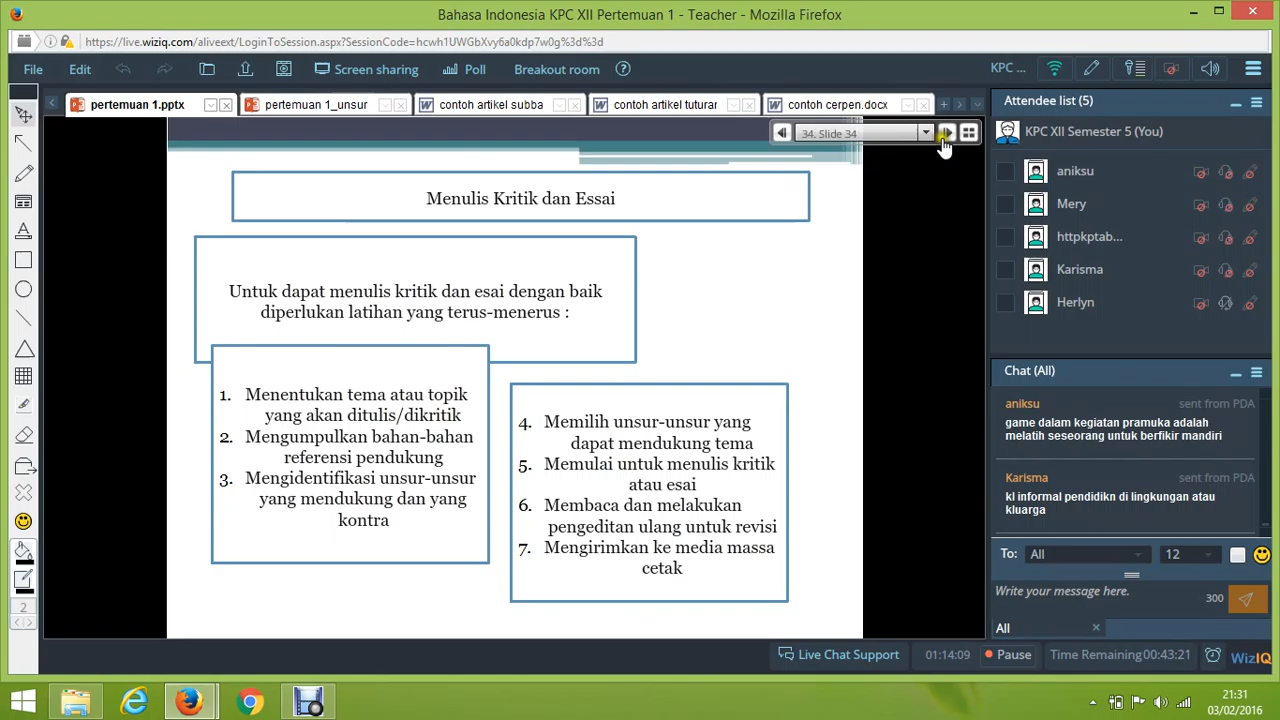 Bahasa Indonesia KPC XII Pertemuan 1 - Teacher - Mozilla Firefox
https://live.wiziq.com/aliveext/LoginToSession.aspx?SessionCode=hcwh1UWGbXvy6a0kdp7w0g%3d%3d
File Edit Screen sharing Poll Breakout room KPC ...
pertemuan 1.pptx pertemuan 1_unsur contoh artikel subba contoh artikel tuturar contoh cerpen.docx
34. Slide 34
Menulis Kritik dan Essai
Untuk dapat menulis kritik dan esai dengan baik
diperlukan latihan yang terus-menerus :
1. Menentukan tema atau topik
yang akan ditulis/dikritik
2. Mengumpulkan bahan-bahan
referensi pendukung
3. Mengidentifikasi unsur-unsur
yang mendukung dan yang
kontra
4. Memilih unsur-unsur yang
dapat mendukung tema
5. Memulai untuk menulis kritik
atau esai
6. Membaca dan melakukan
pengeditan ulang untuk revisi
7. Mengirimkan ke media massa
cetak
Attendee list (5)
KPC XII Semester 5 (You)
aniksu
Mery
httpkptab...
Karisma
Herlyn
Chat (All)
aniksu sent from PDA
game dalam kegiatan pramuka adalah
melatih seseorang untuk berfikir mandiri
Karisma sent from PDA
kl informal pendidikn di lingkungan atau
kluarga
To: All 12
Write your message here. 300
All
2
Live Chat Support 01:14:09 Pause Time Remaining 00:43:21 WizIQ
21:31
03/02/2016